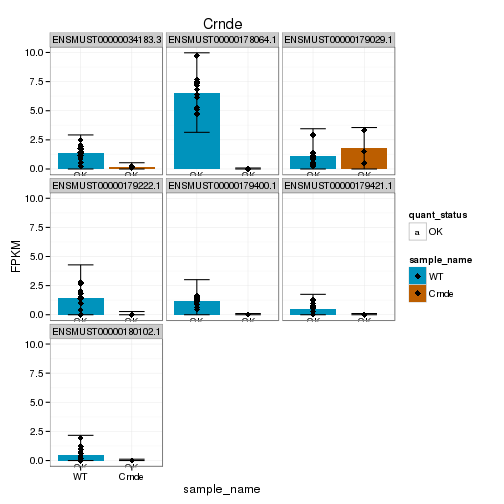 Crnde
ENSMUST00000034183.3 ENSMUST00000178064.1 ENSMUST00000179029.1
10.0
7.5
5.0
2.5
0.0
OK OK OK OK OK OK
ENSMUST00000179222.1 ENSMUST00000179400.1 ENSMUST00000179421.1
10.0
7.5
5.0
2.5
0.0
OK OK OK OK OK OK
ENSMUST00000180102.1
10.0
7.5
5.0
2.5
0.0
OK OK
WT Crnde
sample_name
FPKM
quant_status
a OK
sample_name
WT
Crnde